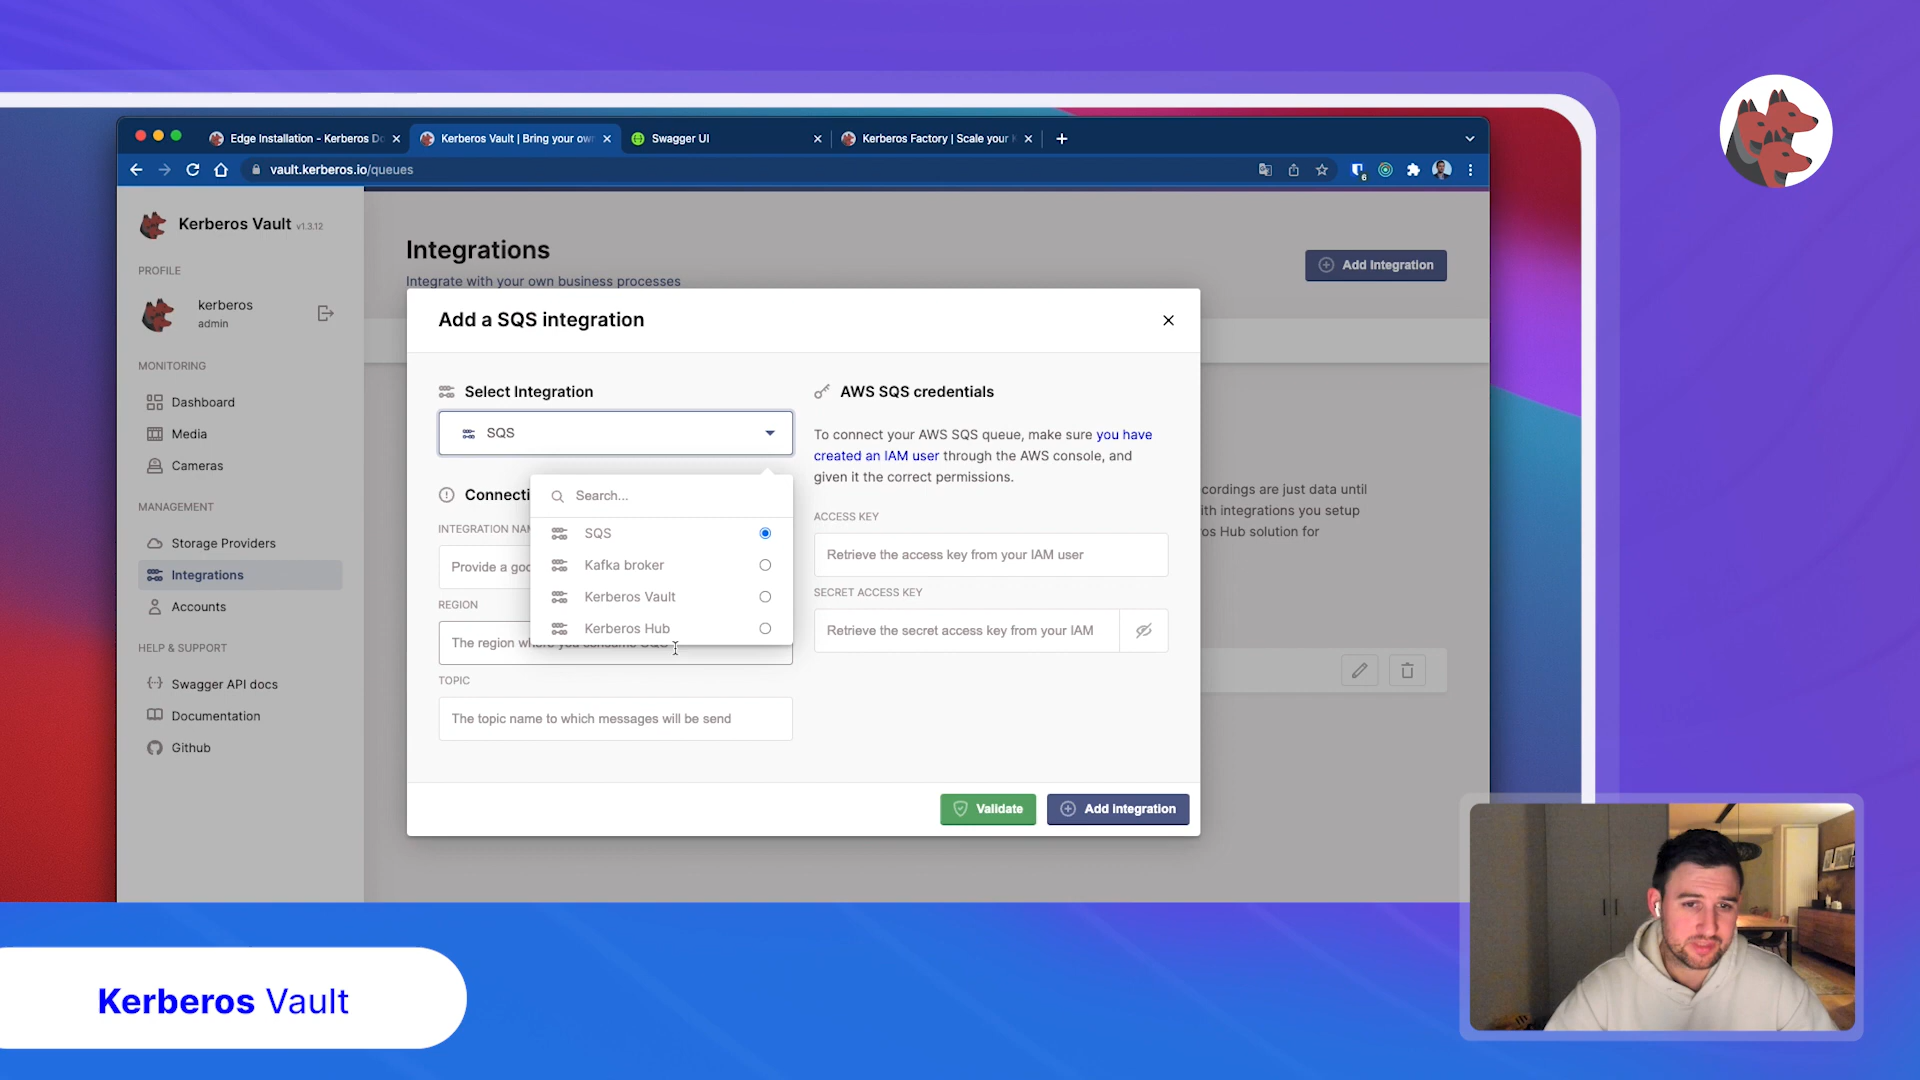 Edge Installation - Kerberos Do
Kerberos Vault | Bring your own
Swagger UI
Kerberos Factory | Scale your K
vault.kerberos.io/queues
6
Kerberos Vault v1.3.12
PROFILE
kerberos
admin
MONITORING
Dashboard
Media
Cameras
MANAGEMENT
Storage Providers
Integrations
Accounts
HELP & SUPPORT
Swagger API docs
Documentation
Github
Integrations
Integrate with your own business processes
Add Integration
Add a SQS integration
Select Integration
SQS
Connecti
INTEGRATION NAM
Provide a goo
REGION
The region where you consume SQS
TOPIC
The topic name to which messages will be send
Search...
SQS
Kafka broker
Kerberos Vault
Kerberos Hub
AWS SQS credentials
To connect your AWS SQS queue, make sure you have
created an IAM user through the AWS console, and
given it the correct permissions.
ACCESS KEY
Retrieve the access key from your IAM user
SECRET ACCESS KEY
Retrieve the secret access key from your IAM
Validate
Add integration
cordings are just data until
ith integrations you setup
os Hub solution for
Kerberos Vault